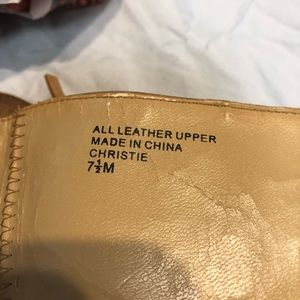 ALL LEATHER UPPER
MADE IN CHINA
CHRISTIE
7½M